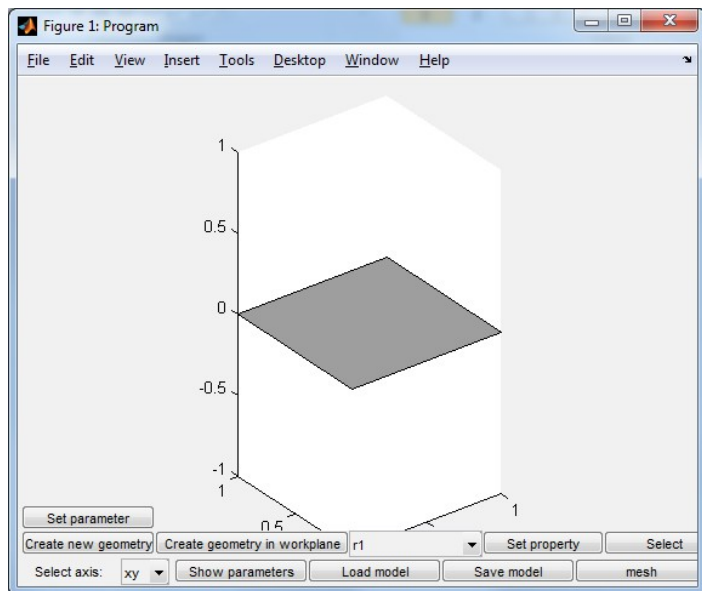 Figure 1: Program
File Edit View Insert Tools Desktop Window Help
1
0.5
0
-0.5
-1
1
0.5
1
Set parameter
Create new geometry Create geometry in workplane r1 Set property Select
Select axis: xy Show parameters Load model Save model mesh